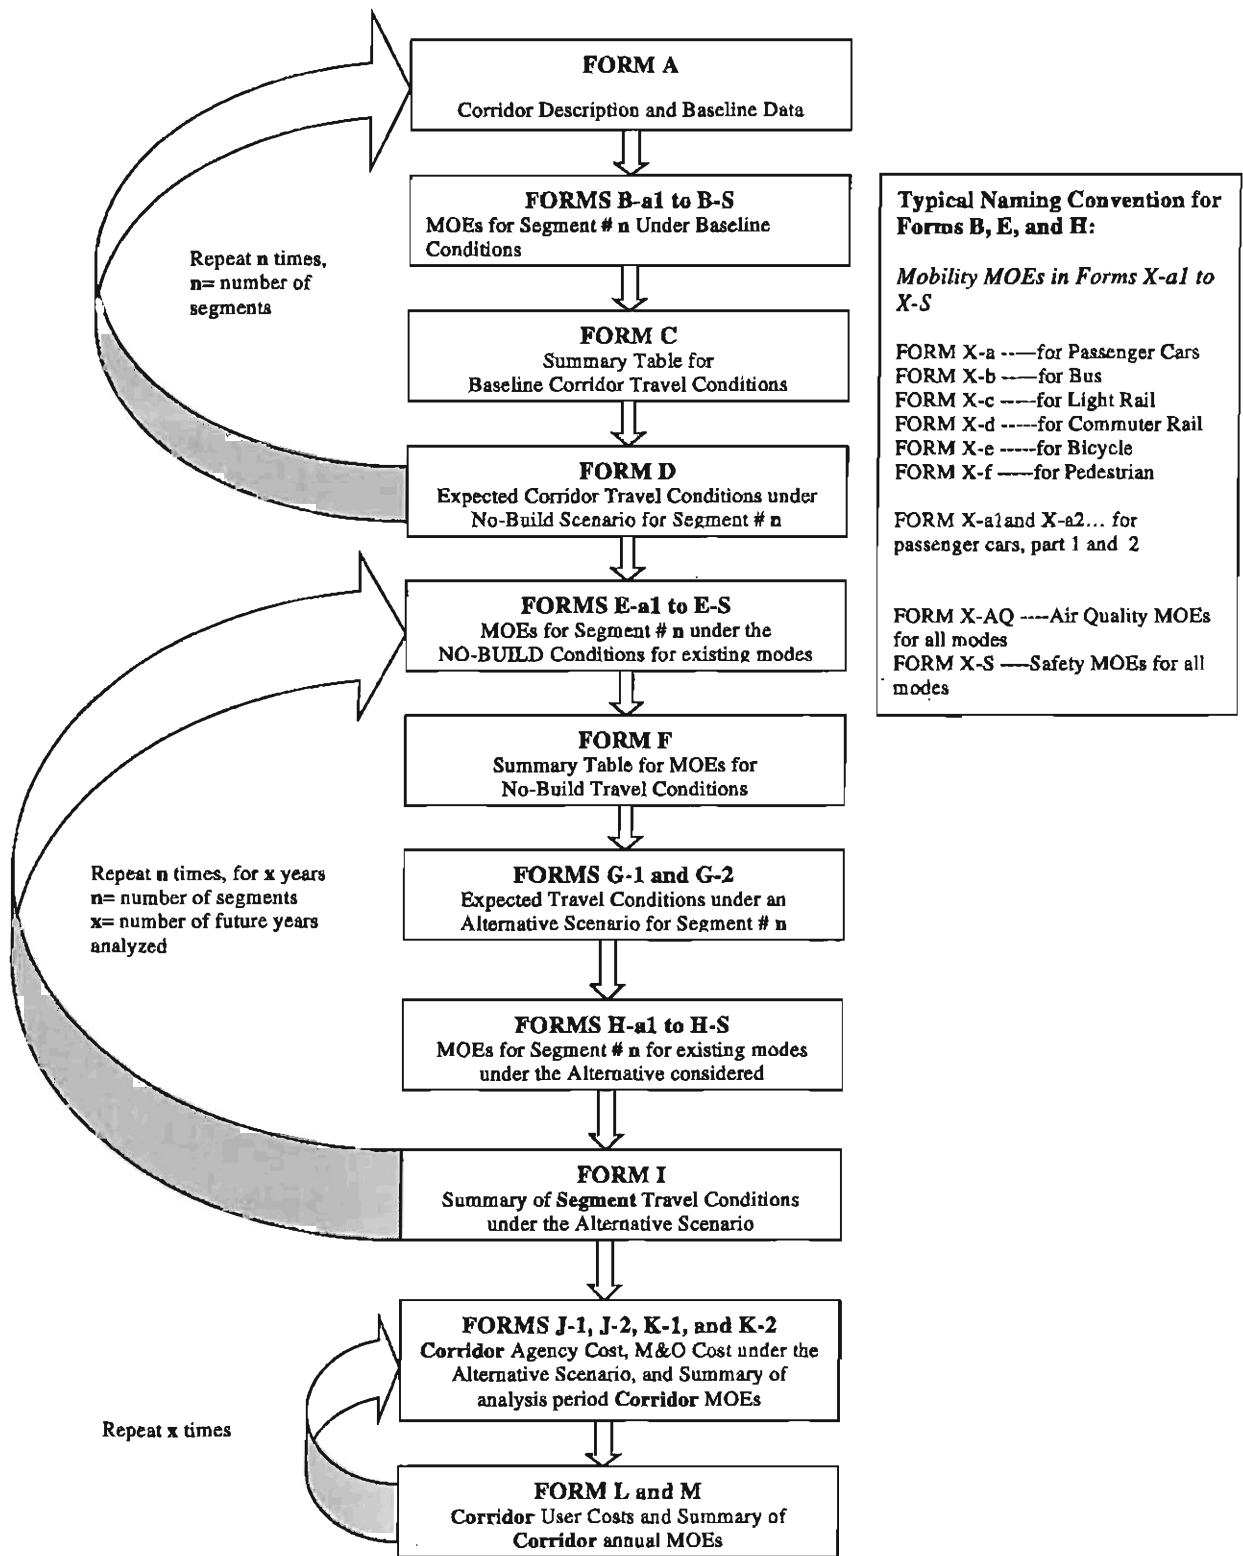 FORM A
Corridor Description and Baseline Data
FORMS B-a1 to B-S
MOEs for Segment # n Under Baseline
Conditions
Repeat n times,
n= number of
segments
FORM C
Summary Table for
Baseline Corridor Travel Conditions
FORM D
Expected Corridor Travel Conditions under
No-Build Scenario for Segment # n
Typical Naming Convention for
Forms B, E, and H:
Mobility MOEs in Forms X-a1 to
X-S
FORM X-a -----for Passenger Cars
FORM X-b -----for Bus
FORM X-c -----for Light Rail
FORM X-d -----for Commuter Rail
FORM X-e -----for Bicycle
FORM X-f -----for Pedestrian
FORM X-a1and X-a2... for
passenger cars, part 1 and 2
FORM X-AQ ----Air Quality MOEs
for all modes
FORM X-S ----Safety MOEs for all
modes
FORMS E-a1 to E-S
MOEs for Segment # n under the
NO-BUILD Conditions for existing modes
FORM F
Summary Table for MOEs for
No-Build Travel Conditions
Repeat n times, for x years
n= number of segments
x= number of future years
analyzed
FORMS G-1 and G-2
Expected Travel Conditions under an
Alternative Scenario for Segment # n
FORMS H-a1 to H-S
MOEs for Segment # n for existing modes
under the Alternative considered
FORM I
Summary of Segment Travel Conditions
under the Alternative Scenario
FORMS J-1, J-2, K-1, and K-2
Corridor Agency Cost, M&O Cost under the
Alternative Scenario, and Summary of
analysis period Corridor MOEs
Repeat x times
FORM L and M
Corridor User Costs and Summary of
Corridor annual MOEs